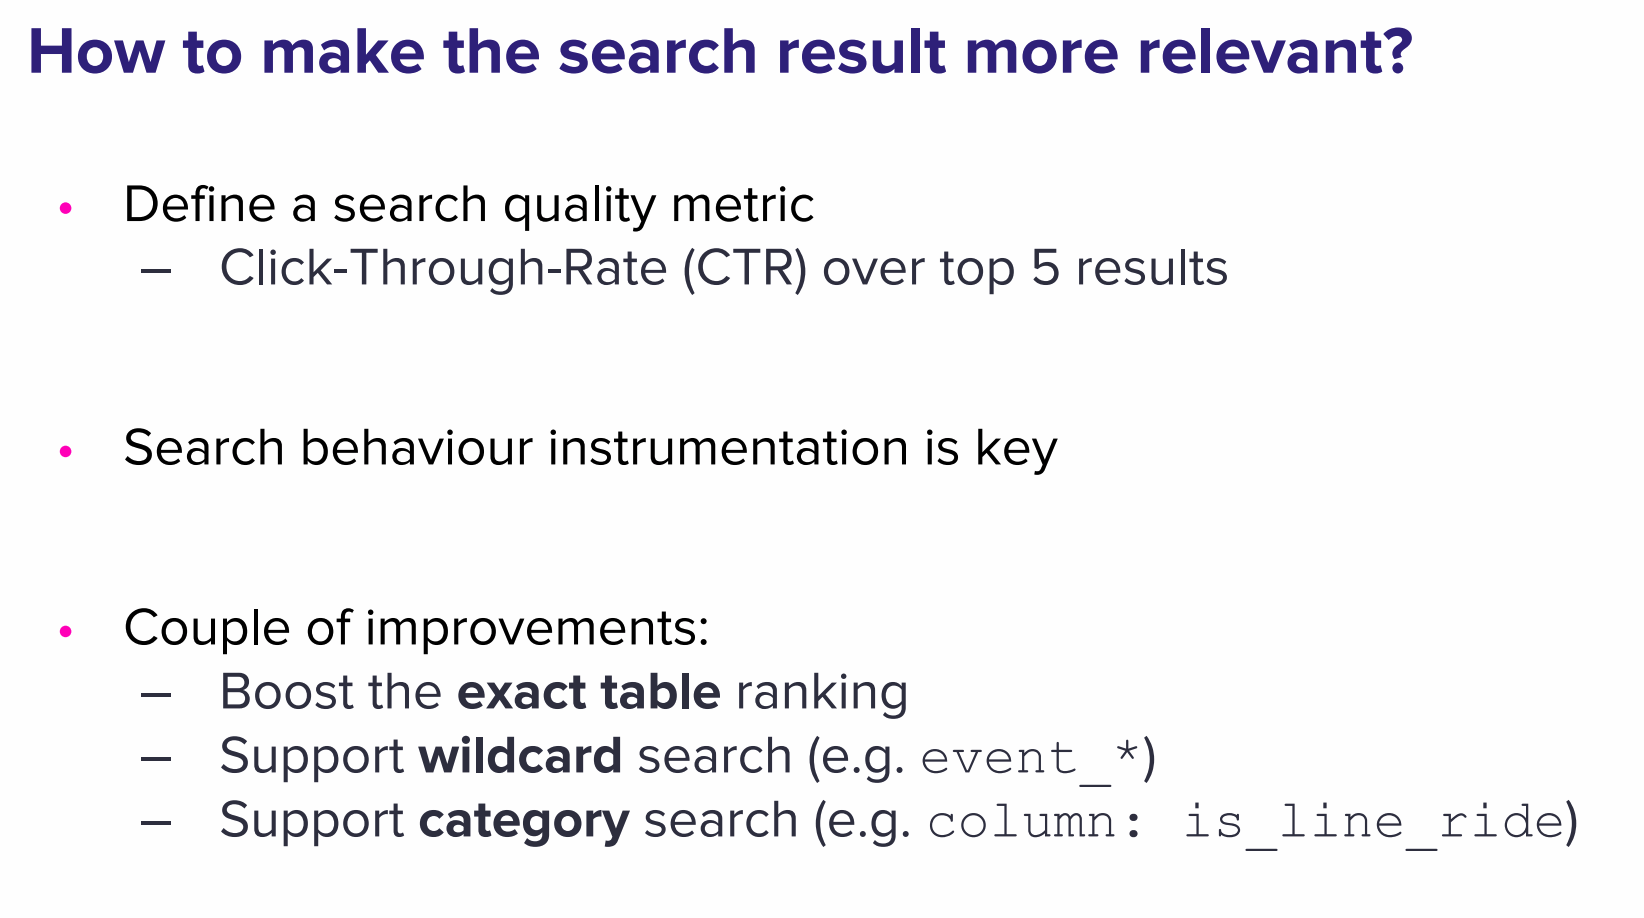 How to make the search result more relevant?
• Define a search quality metric
– Click-Through-Rate (CTR) over top 5 results
• Search behaviour instrumentation is key
• Couple of improvements:
– Boost the exact table ranking
– Support wildcard search (e.g. event_*)
– Support category search (e.g. column: is_line_ride)